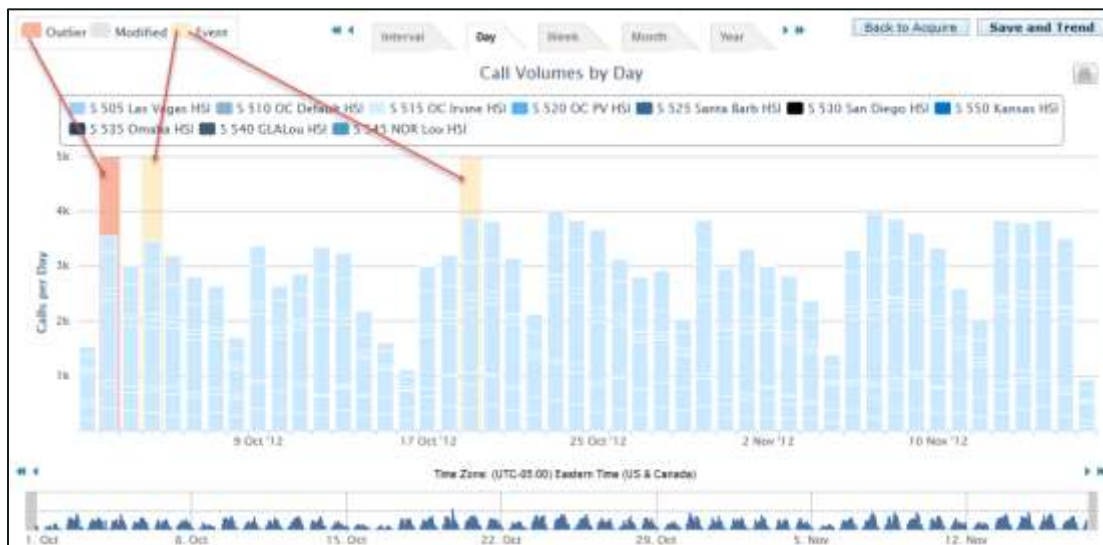 Outlier Modified Event
Interval Day Week Month Year
Back to Acquire Save and Trend
Call Volumes by Day
S 505 Las Vegas HSI S 510 OC Default HSI S 515 OC Irvine HSI S 520 OC PV HSI S 525 Santa Barb HSI S 530 San Diego HSI S 550 Kansas HSI
S 535 Omaha HSI S 540 GLALou HSI S 545 NOR Lou HSI
Calls per Day
5k
4k
3k
2k
1k
9 Oct '12 17 Oct '12 25 Oct '12 2 Nov '12 10 Nov '12
Time Zone: (UTC-05:00) Eastern Time (US & Canada)
1. Oct 8. Oct 15. Oct 22. Oct 29. Oct 5. Nov 12. Nov